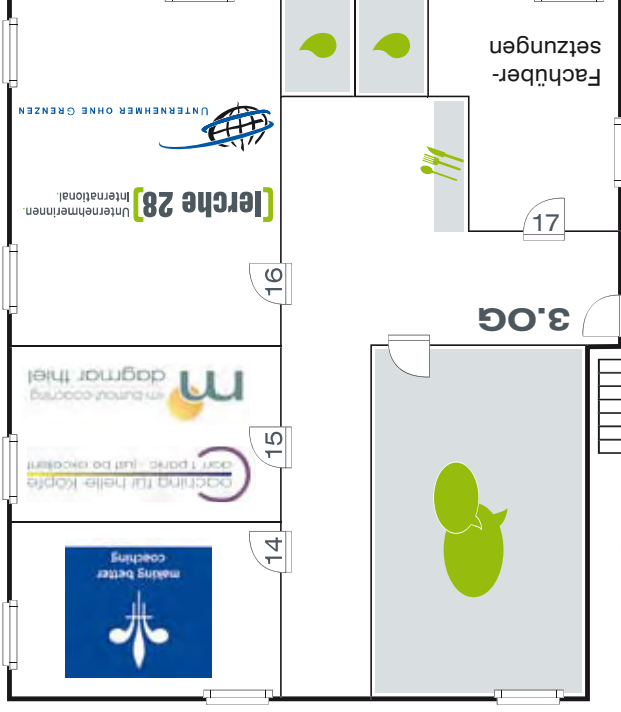 making better
coaching
14
Coaching für helle Köpfe
don't panic - just be excellent
15
im burnout coaching
m dagmar thiel
3.OG
16
[lerche 28] Unternehmerinnen.
International.
17
UNTERNEHMER OHNE GRENZEN
Fachüber-
setzungen